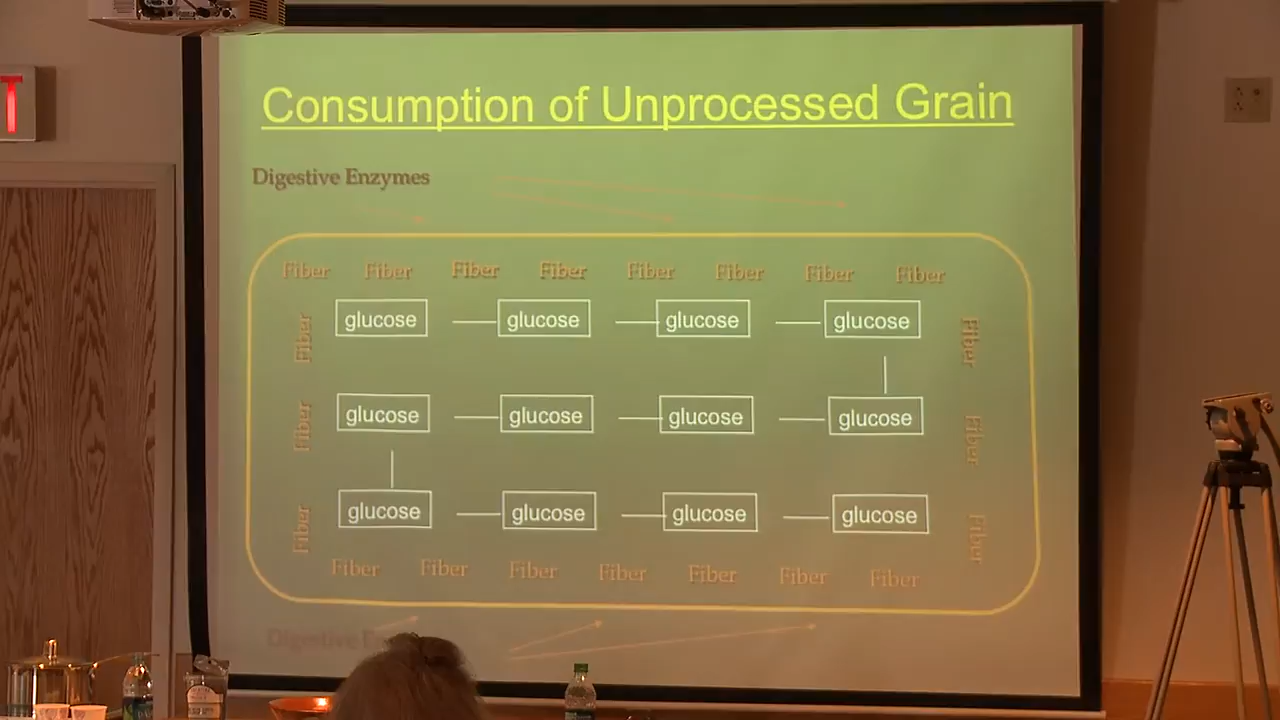 Consumption of Unprocessed Grain
Digestive Enzymes
Fiber Fiber Fiber Fiber Fiber Fiber Fiber Fiber
glucose glucose glucose glucose
Fiber Fiber
glucose glucose glucose glucose
Fiber Fiber
glucose glucose glucose glucose
Fiber Fiber
Fiber Fiber Fiber Fiber Fiber Fiber Fiber
Digestive